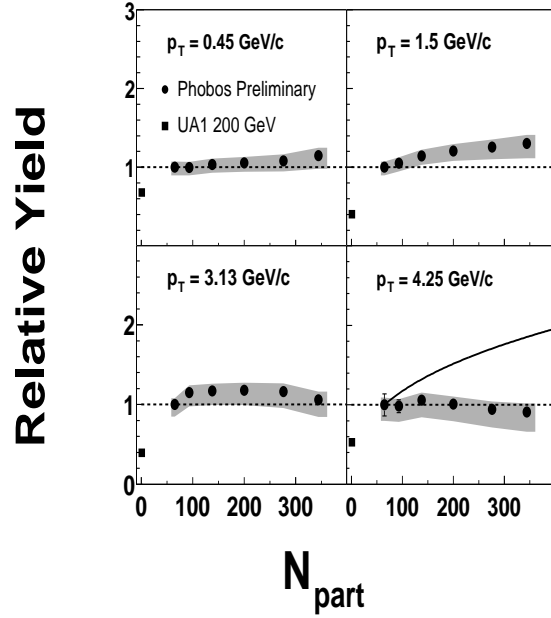 Relative Yield
3
2
1
0
p_T = 0.45 GeV/c
Phobos Preliminary
UA1 200 GeV
p_T = 1.5 GeV/c
2
1
0
p_T = 3.13 GeV/c
p_T = 4.25 GeV/c
0 100 200 300
0 100 200 300
N_part